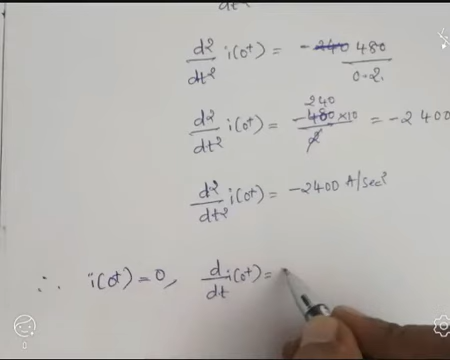 dt²
d²/dt² i(0⁺) = - 480/0.2
d²/dt² i(0⁺) = -480×10/2 240 = -2400
d²/dt² i(0⁺) = -2400 A/sec²
∴ i(0⁺) = 0, d/dt i(0⁺) =